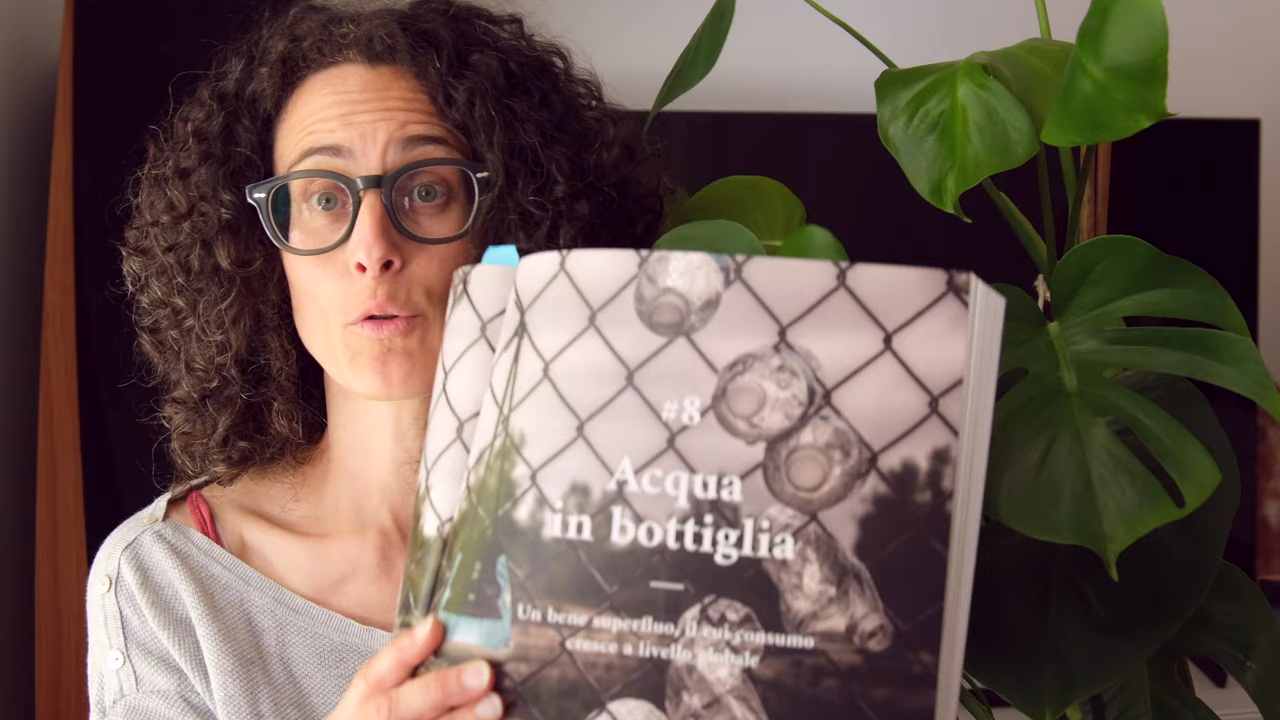 #8
Acqua
in bottiglia
Un bene superfluo, il cui consumo
cresce a livello globale